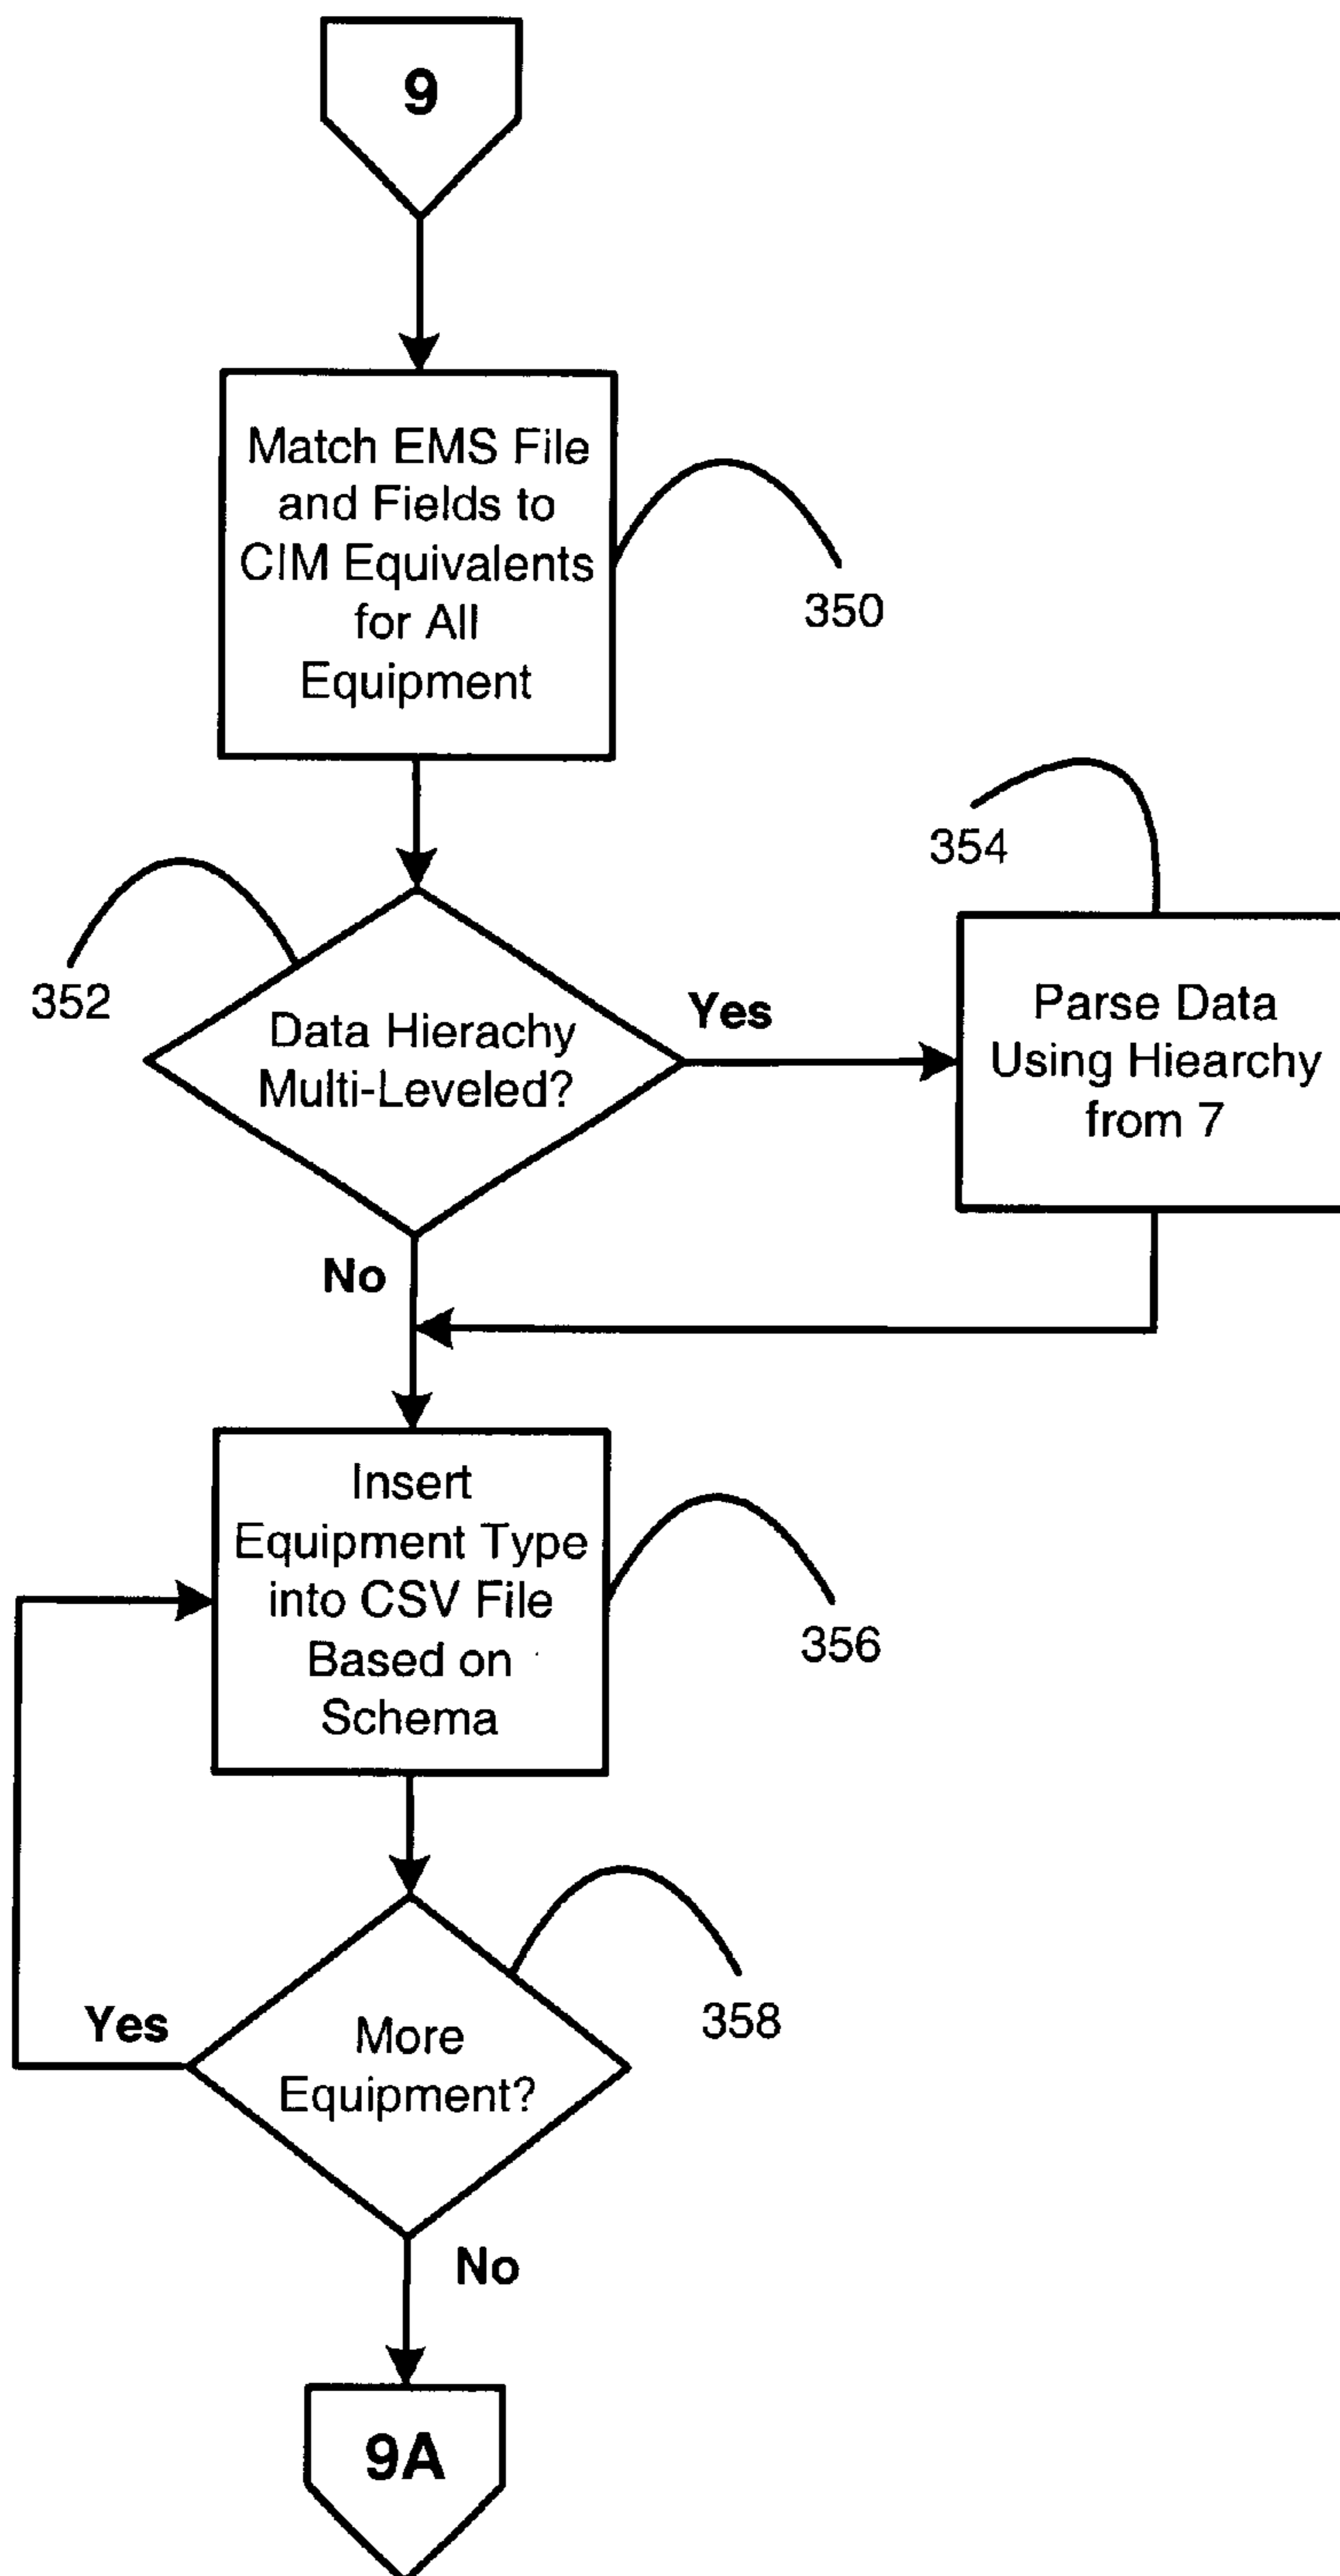 9
Match EMS File
and Fields to
CIM Equivalents
for All
Equipment
350
354
352
Data Hierachy
Multi-Leveled?
Yes
Parse Data
Using Hiearchy
from 7
No
Insert
Equipment Type
into CSV File
Based on
Schema
356
358
Yes
More
Equipment?
No
9A